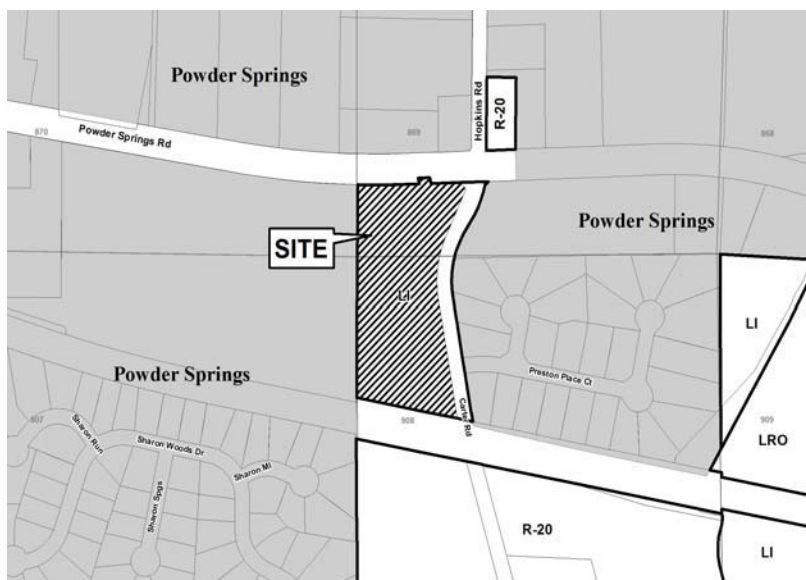 Powder Springs
Hopkins Rd
R-20
870
Powder Springs Rd
869
868
SITE
Powder Springs
LI
LI
Powder Springs
Preston Place Ct
907
Sharon Run
Sharon Woods Dr
Sharon Ml
Sharon Spgs
908
Carter Rd
909
LRO
R-20
LI